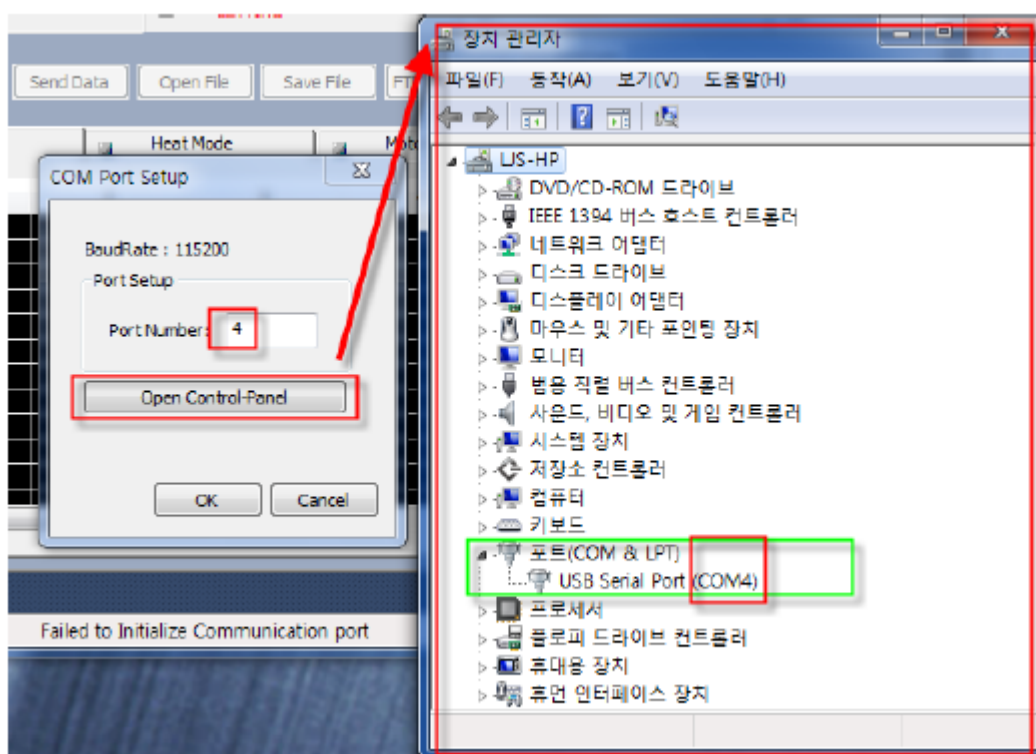 Send Data
Open File
Save File
Heat Mode
COM Port Setup
BaudRate : 115200
Port Setup
Port Number : 4
Open Control-Panel
OK
Cancel
Failed to Initialize Communication port
장치 관리자
파일(F) 동작(A) 보기(V) 도움말(H)
LJS-HP
DVD/CD-ROM 드라이브
IEEE 1394 버스 호스트 컨트롤러
네트워크 어댑터
디스크 드라이브
디스플레이 어댑터
마우스 및 기타 포인팅 장치
모니터
범용 직렬 버스 컨트롤러
사운드, 비디오 및 게임 컨트롤러
시스템 장치
저장소 컨트롤러
컴퓨터
키보드
포트(COM & LPT)
USB Serial Port (COM4)
프로세서
플로피 드라이브 컨트롤러
휴대용 장치
휴먼 인터페이스 장치